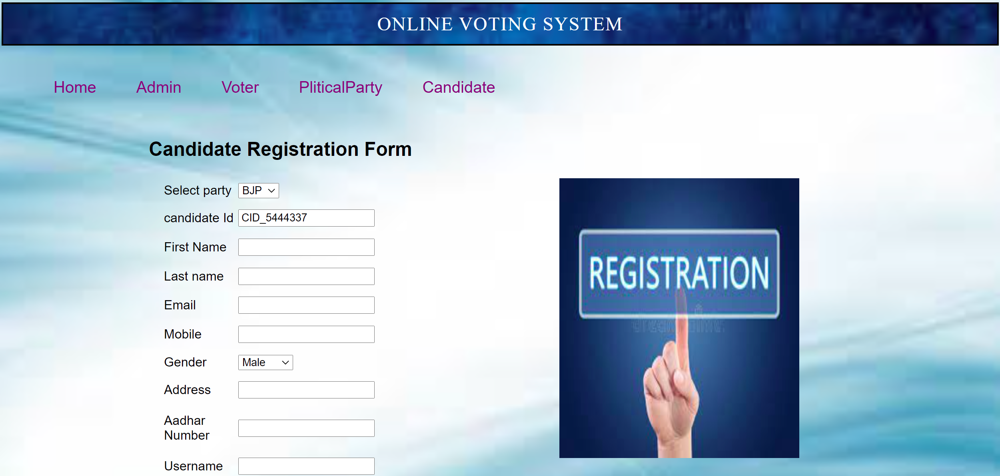 ONLINE VOTING SYSTEM
Home Admin Voter PliticalParty Candidate
Candidate Registration Form
Select party BJP
candidate Id CID_5444337
First Name
Last name
Email
Mobile
Gender Male
Address
Aadhar
Number
Username
REGISTRATION